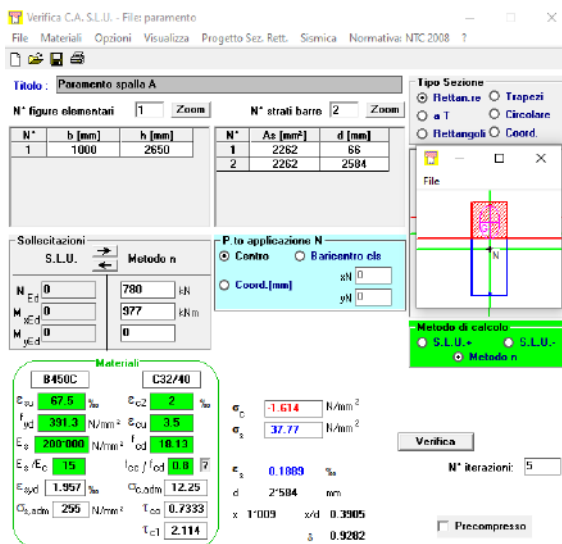 Verifica C.A. S.L.U. - File: paramento
File Materiali Opzioni Visualizza Progetto Sez. Rett. Sismica Normativa: NTC 2008 ?
Titolo : Paramento spalla A
N° figure elementari 1 Zoom N° strati barre 2 Zoom
N° b [mm] h [mm]
1 1000 2650
N° As [mm²] d [mm]
1 2262 66
2 2262 2584
Tipo Sezione
Rettan.re Trapezi
a T Circolare
Rettangoli Coord.
File
G
N
Sollecitazioni
S.L.U. Metodo n
N Ed 0 780 kN
M xEd 0 977 kNm
M yEd 0 0
P.to applicazione N
Centro Baricentro cls
Coord.[mm] xN 0
yN 0
Metodo di calcolo
S.L.U.+ S.L.U.-
Metodo n
Materiali
B450C C32/40
εsu 67.5 ‰ εc2 2 ‰
fyd 391.3 N/mm² εcu 3.5
Es 200'000 N/mm² fcd 18.13
Es/Ec 15 fcc/fcd 0.8 ?
εsyd 1.957 ‰ σc,adm 12.25
σs,adm 255 N/mm² τco 0.7333
τc1 2.114
σc -1.614 N/mm²
σs 37.77 N/mm²
εs 0.1889 ‰
d 2'584 mm
x 1'009 x/d 0.3905
δ 0.9282
Verifica
N° iterazioni: 5
Precompresso